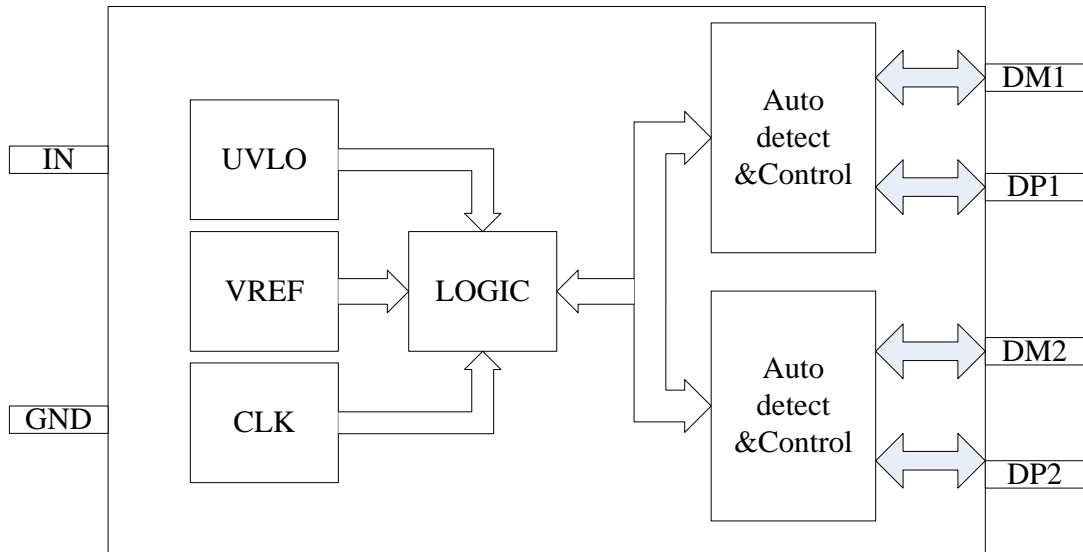 IN
GND
UVLO
VREF
CLK
LOGIC
Auto
detect
&Control
Auto
detect
&Control
DM1
DP1
DM2
DP2